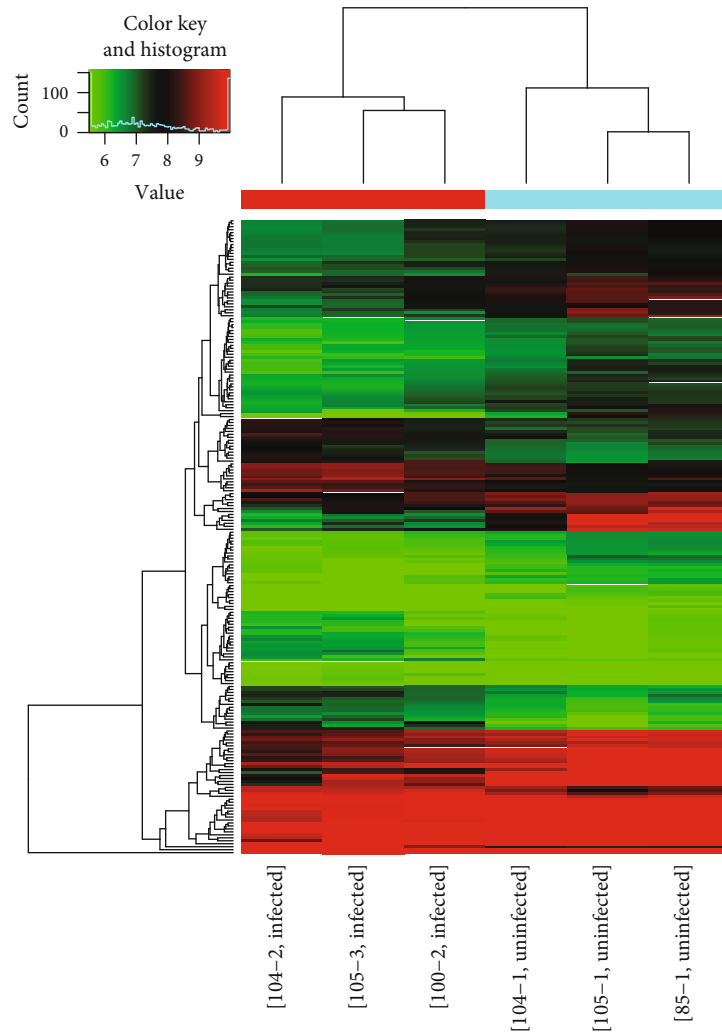 Color key
and histogram
Count
100
0
6 7 8 9
Value
[104−2, infected]
[105−3, infected]
[100−2, infected]
[104−1, uninfected]
[105−1, uninfected]
[85−1, uninfected]